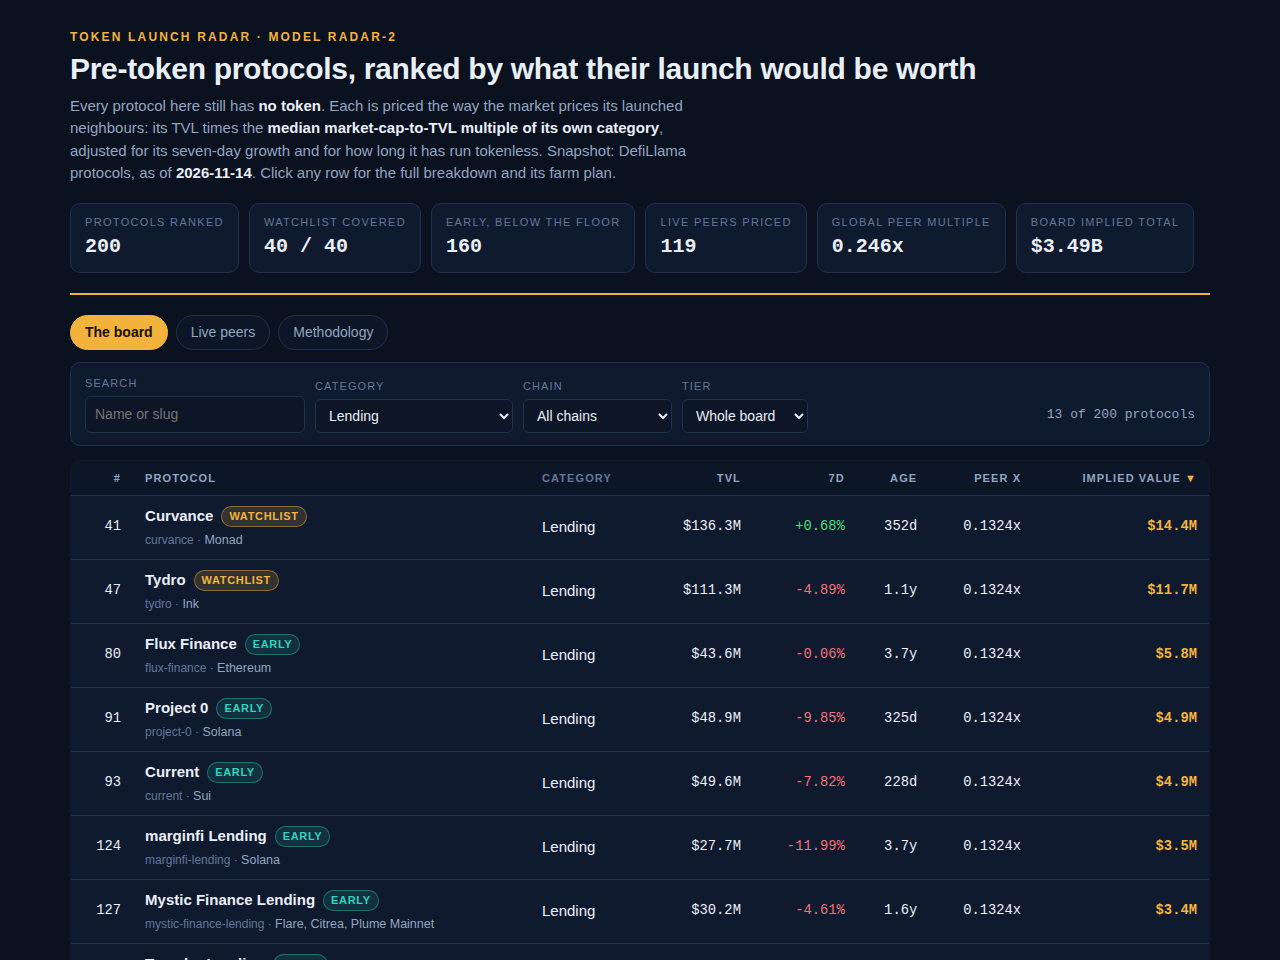 TOKEN LAUNCH RADAR · MODEL RADAR-2
Pre-token protocols, ranked by what their launch would be worth
Every protocol here still has no token. Each is priced the way the market prices its launched
neighbours: its TVL times the median market-cap-to-TVL multiple of its own category,
adjusted for its seven-day growth and for how long it has run tokenless. Snapshot: DefiLlama
protocols, as of 2026-11-14. Click any row for the full breakdown and its farm plan.
PROTOCOLS RANKED WATCHLIST COVERED EARLY, BELOW THE FLOOR LIVE PEERS PRICED GLOBAL PEER MULTIPLE BOARD IMPLIED TOTAL
200 40 / 40 160 119 0.246x $3.49B
The board Live peers Methodology
SEARCH CATEGORY CHAIN TIER
Name or slug Lending All chains Whole board 13 of 200 protocols
# PROTOCOL CATEGORY TVL 7D AGE PEER X IMPLIED VALUE ▼
41 Curvance WATCHLIST Lending $136.3M +0.68% 352d 0.1324x $14.4M
curvance · Monad
47 Tydro WATCHLIST Lending $111.3M -4.89% 1.1y 0.1324x $11.7M
tydro · Ink
80 Flux Finance EARLY Lending $43.6M -0.06% 3.7y 0.1324x $5.8M
flux-finance · Ethereum
91 Project 0 EARLY Lending $48.9M -9.85% 325d 0.1324x $4.9M
project-0 · Solana
93 Current EARLY Lending $49.6M -7.82% 228d 0.1324x $4.9M
current · Sui
124 marginfi Lending EARLY Lending $27.7M -11.99% 3.7y 0.1324x $3.5M
marginfi-lending · Solana
127 Mystic Finance Lending EARLY Lending $30.2M -4.61% 1.6y 0.1324x $3.4M
mystic-finance-lending · Flare, Citrea, Plume Mainnet